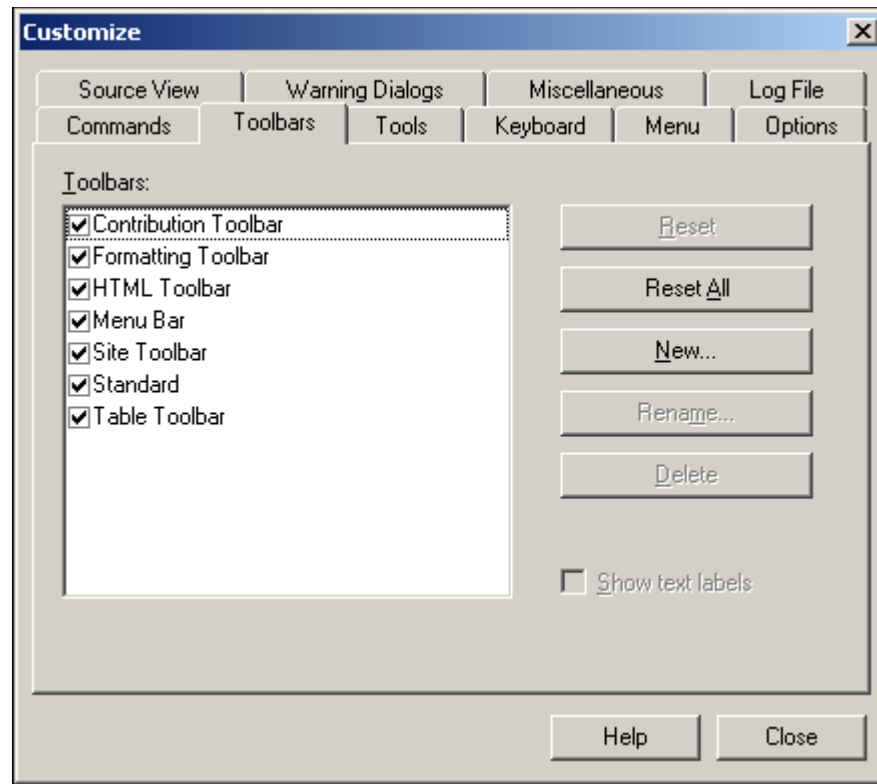 Customize
Source View Warning Dialogs Miscellaneous Log File
Commands Toolbars Tools Keyboard Menu Options
Toolbars:
Contribution Toolbar
Formatting Toolbar
HTML Toolbar
Menu Bar
Site Toolbar
Standard
Table Toolbar
Reset
Reset All
New...
Rename...
Delete
Show text labels
Help Close